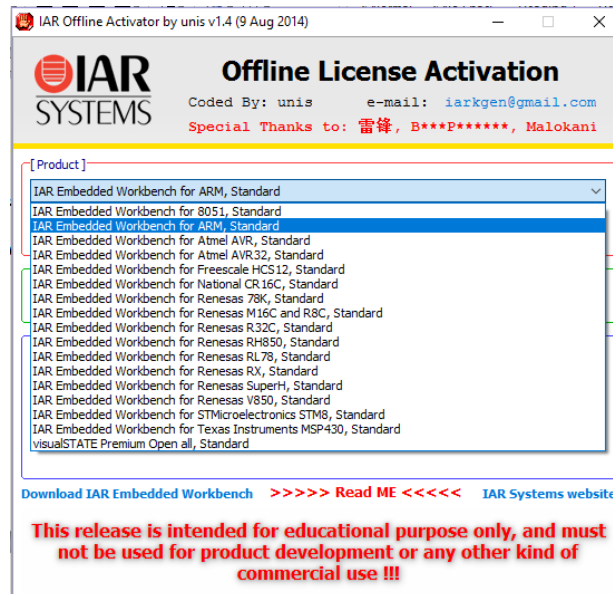 IAR Offline Activator by unis v1.4 (9 Aug 2014)
IAR
SYSTEMS
Offline License Activation
Coded By: unis e-mail: iarkgen@gmail.com
Special Thanks to: 雷锋, B***P******, Malokani
[ Product ]
IAR Embedded Workbench for ARM, Standard
IAR Embedded Workbench for 8051, Standard
IAR Embedded Workbench for ARM, Standard
IAR Embedded Workbench for Atmel AVR, Standard
IAR Embedded Workbench for Atmel AVR32, Standard
IAR Embedded Workbench for Freescale HCS12, Standard
IAR Embedded Workbench for National CR16C, Standard
IAR Embedded Workbench for Renesas 78K, Standard
IAR Embedded Workbench for Renesas M16C and R8C, Standard
IAR Embedded Workbench for Renesas R32C, Standard
IAR Embedded Workbench for Renesas RH850, Standard
IAR Embedded Workbench for Renesas RL78, Standard
IAR Embedded Workbench for Renesas RX, Standard
IAR Embedded Workbench for Renesas SuperH, Standard
IAR Embedded Workbench for Renesas V850, Standard
IAR Embedded Workbench for STMicroelectronics STM8, Standard
IAR Embedded Workbench for Texas Instruments MSP430, Standard
visualSTATE Premium Open all, Standard
Download IAR Embedded Workbench >>>>> Read ME <<<<< IAR Systems website
This release is intended for educational purpose only, and must
not be used for product development or any other kind of
commercial use !!!